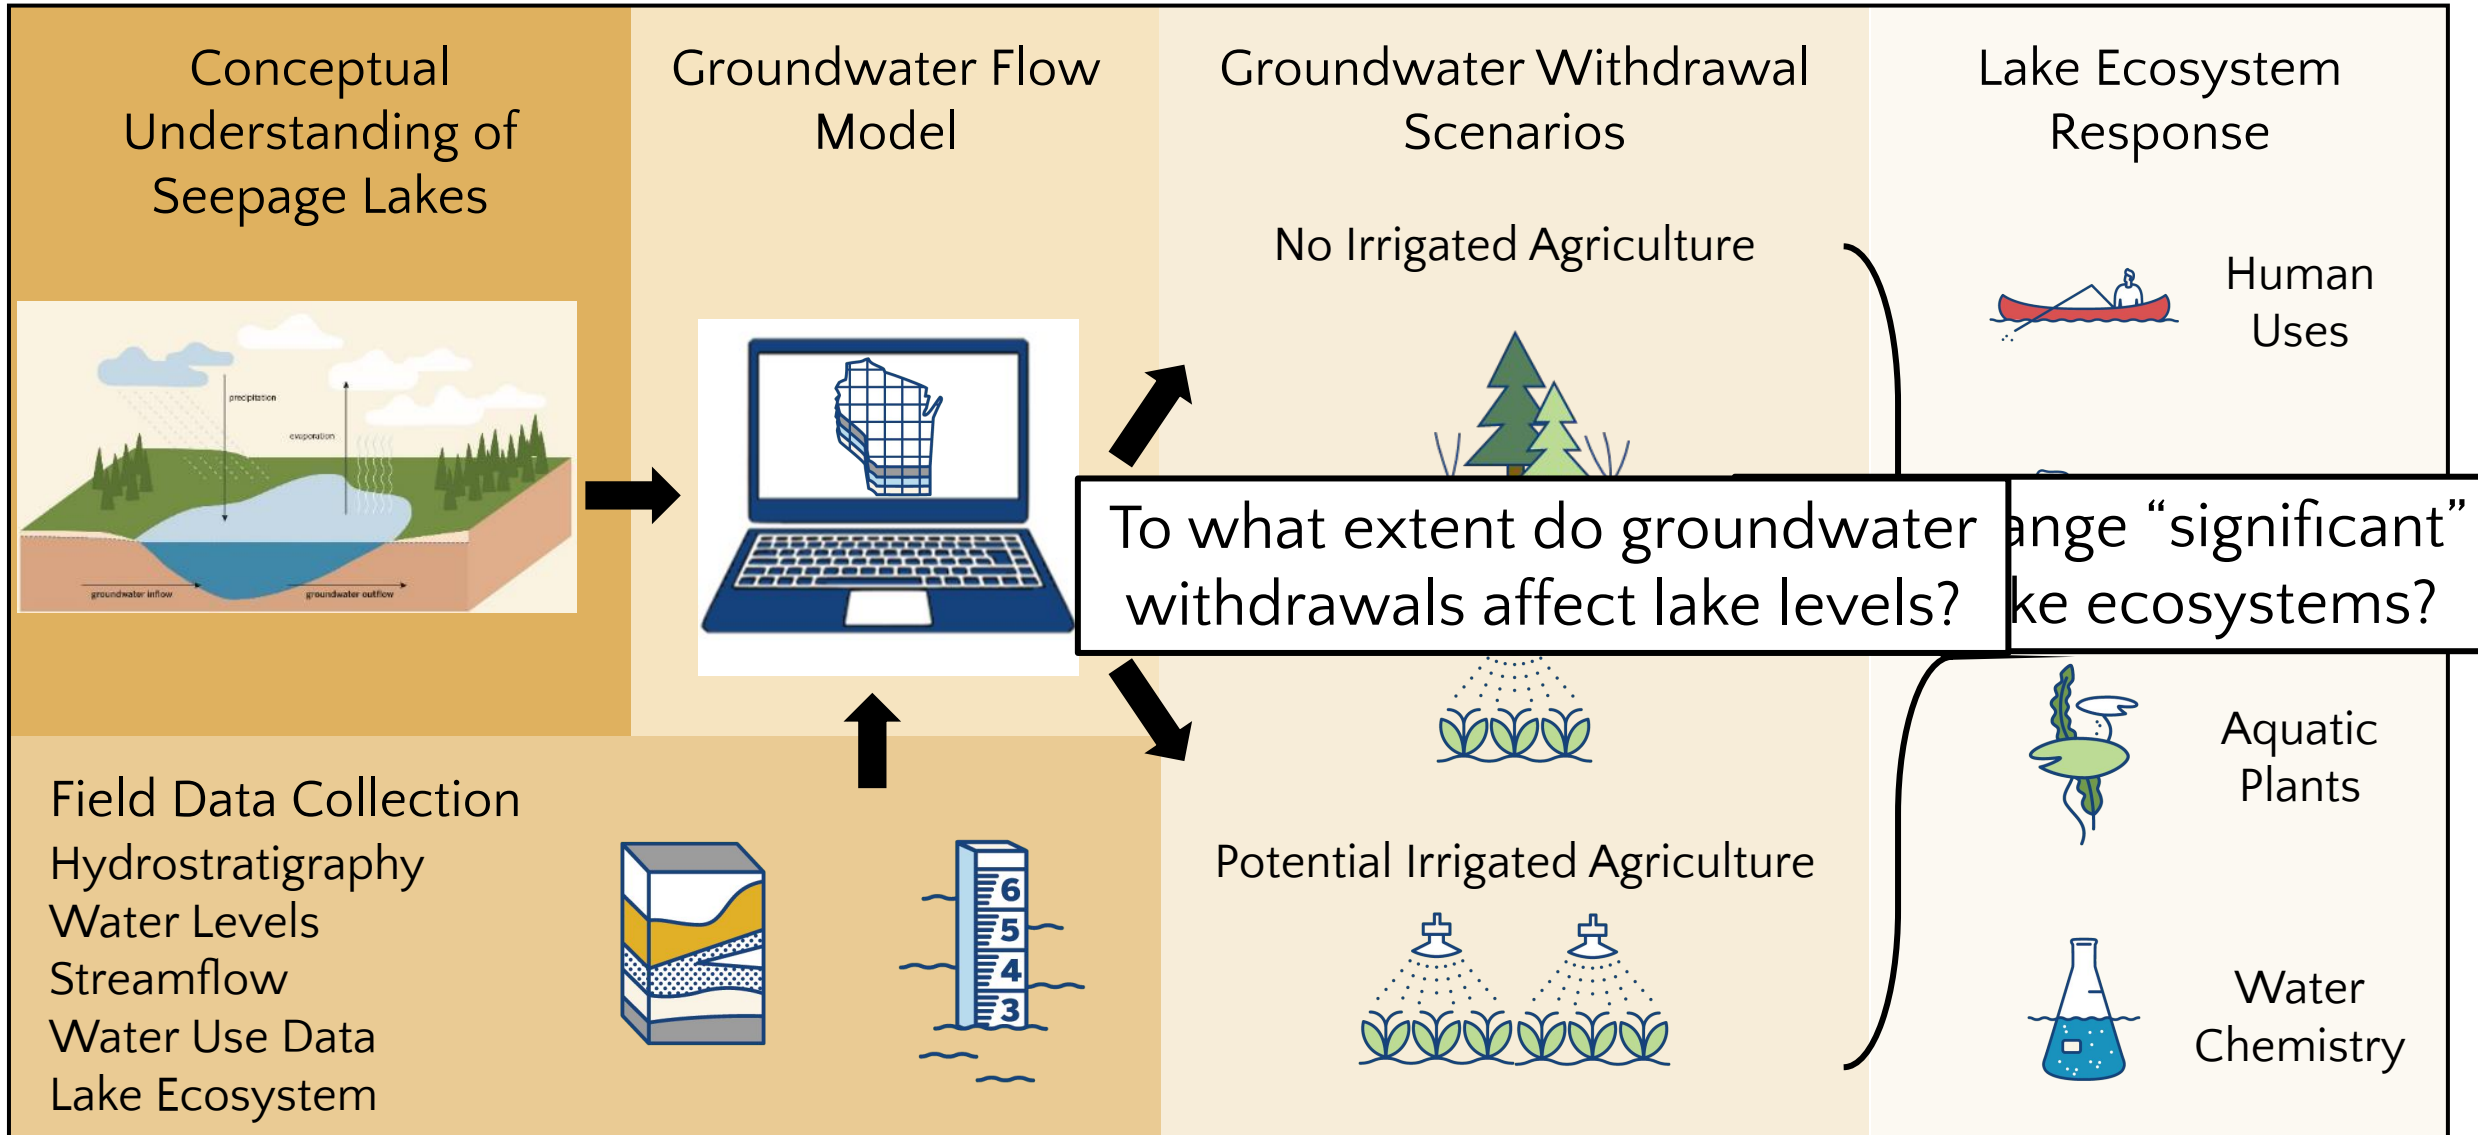 Conceptual
Understanding of
Seepage Lakes
precipitation
evaporation
groundwater inflow
groundwater outflow
Groundwater Flow
Model
Field Data Collection
Hydrostratigraphy
Water Levels
Streamflow
Water Use Data
Lake Ecosystem
6
5
4
3
Groundwater Withdrawal
Scenarios
No Irrigated Agriculture
To what extent do groundwater
withdrawals affect lake levels?
ange “significant”
ke ecosystems?
Potential Irrigated Agriculture
Lake Ecosystem
Response
Human
Uses
Aquatic
Plants
Water
Chemistry